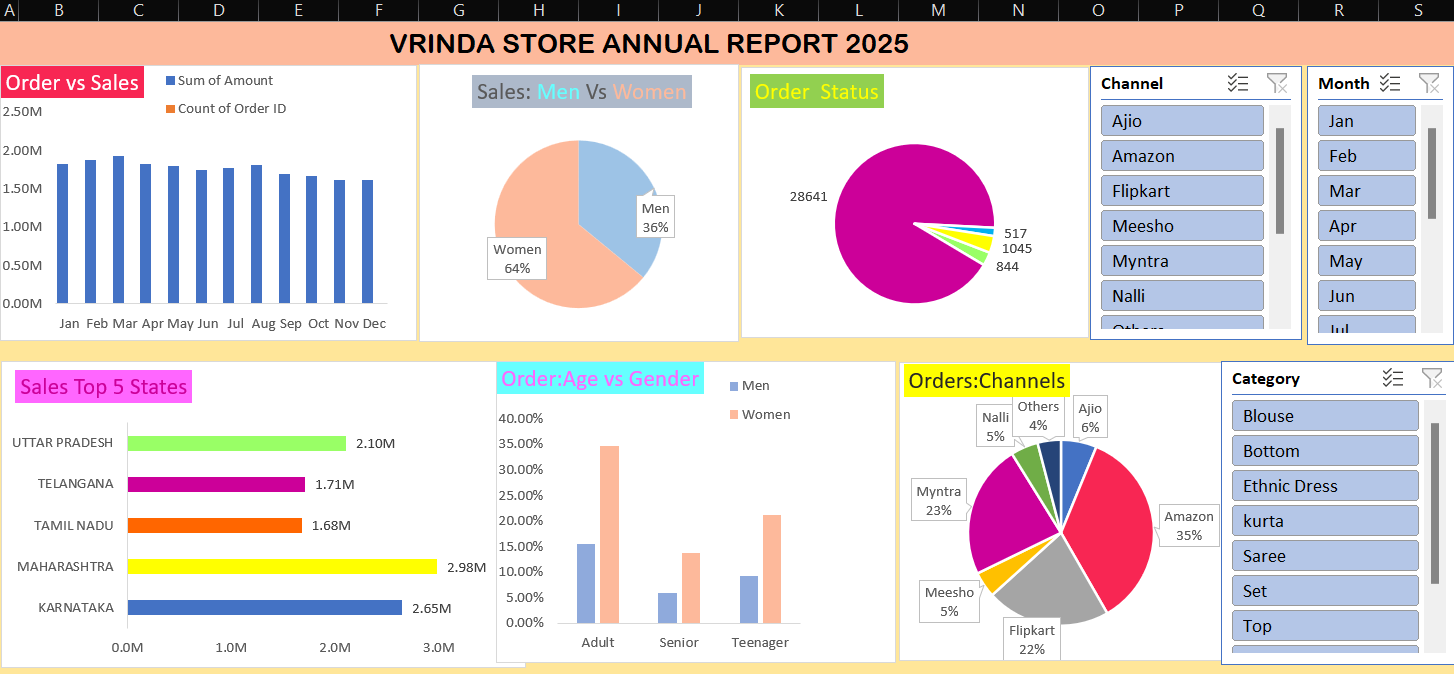 A B C D E F G H I J K L M N O P Q R S
VRINDA STORE ANNUAL REPORT 2025
Order vs Sales
Sum of Amount
Count of Order ID
2.50M
2.00M
1.50M
1.00M
0.50M
0.00M
Jan Feb Mar Apr May Jun Jul Aug Sep Oct Nov Dec
Sales: Men Vs Women
Men
36%
Women
64%
Order Status
28641
517
1045
844
Channel
Ajio
Amazon
Flipkart
Meesho
Myntra
Nalli
Others
Month
Jan
Feb
Mar
Apr
May
Jun
Jul
Sales Top 5 States
UTTAR PRADESH 2.10M
TELANGANA 1.71M
TAMIL NADU 1.68M
MAHARASHTRA 2.98M
KARNATAKA 2.65M
0.0M 1.0M 2.0M 3.0M
Order:Age vs Gender
Men
Women
40.00%
35.00%
30.00%
25.00%
20.00%
15.00%
10.00%
5.00%
0.00%
Adult Senior Teenager
Orders:Channels
Nalli
5%
Others
4%
Ajio
6%
Myntra
23%
Amazon
35%
Meesho
5%
Flipkart
22%
Category
Blouse
Bottom
Ethnic Dress
kurta
Saree
Set
Top